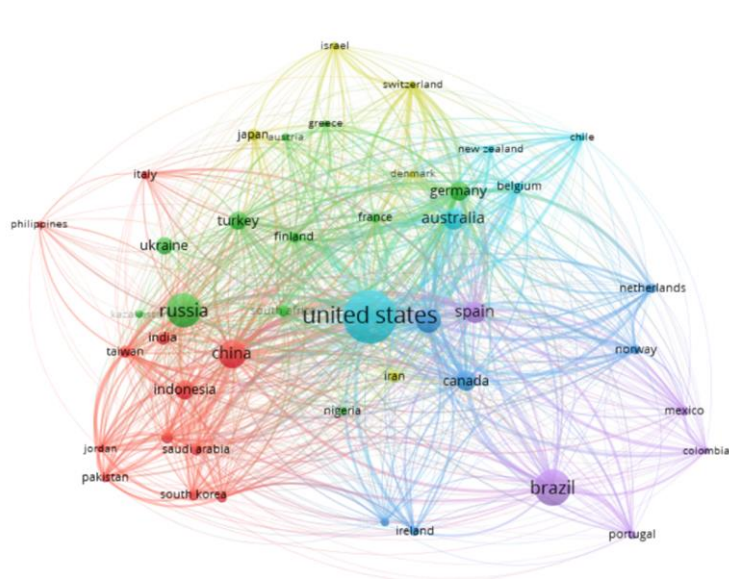 israel
switzerland
greece
japan
austria
chile
new zealand
denmark
italy
belgium
germany
philippines
turkey
france
australia
finland
ukraine
netherlands
russia
united states
spain
india
taiwan
china
norway
iran
canada
indonesia
nigeria
mexico
jordan
saudi arabia
colombia
pakistan
brazil
south korea
ireland
portugal